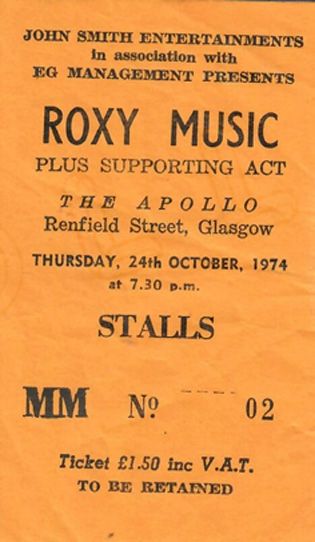 JOHN SMITH ENTERTAINMENTS
in association with
EG MANAGEMENT PRESENTS
ROXY MUSIC
PLUS SUPPORTING ACT
THE APOLLO
Renfield Street, Glasgow
THURSDAY, 24th OCTOBER, 1974
at 7.30 p.m.
STALLS
MM Nº 02
Ticket £1.50 inc V.A.T.
TO BE RETAINED